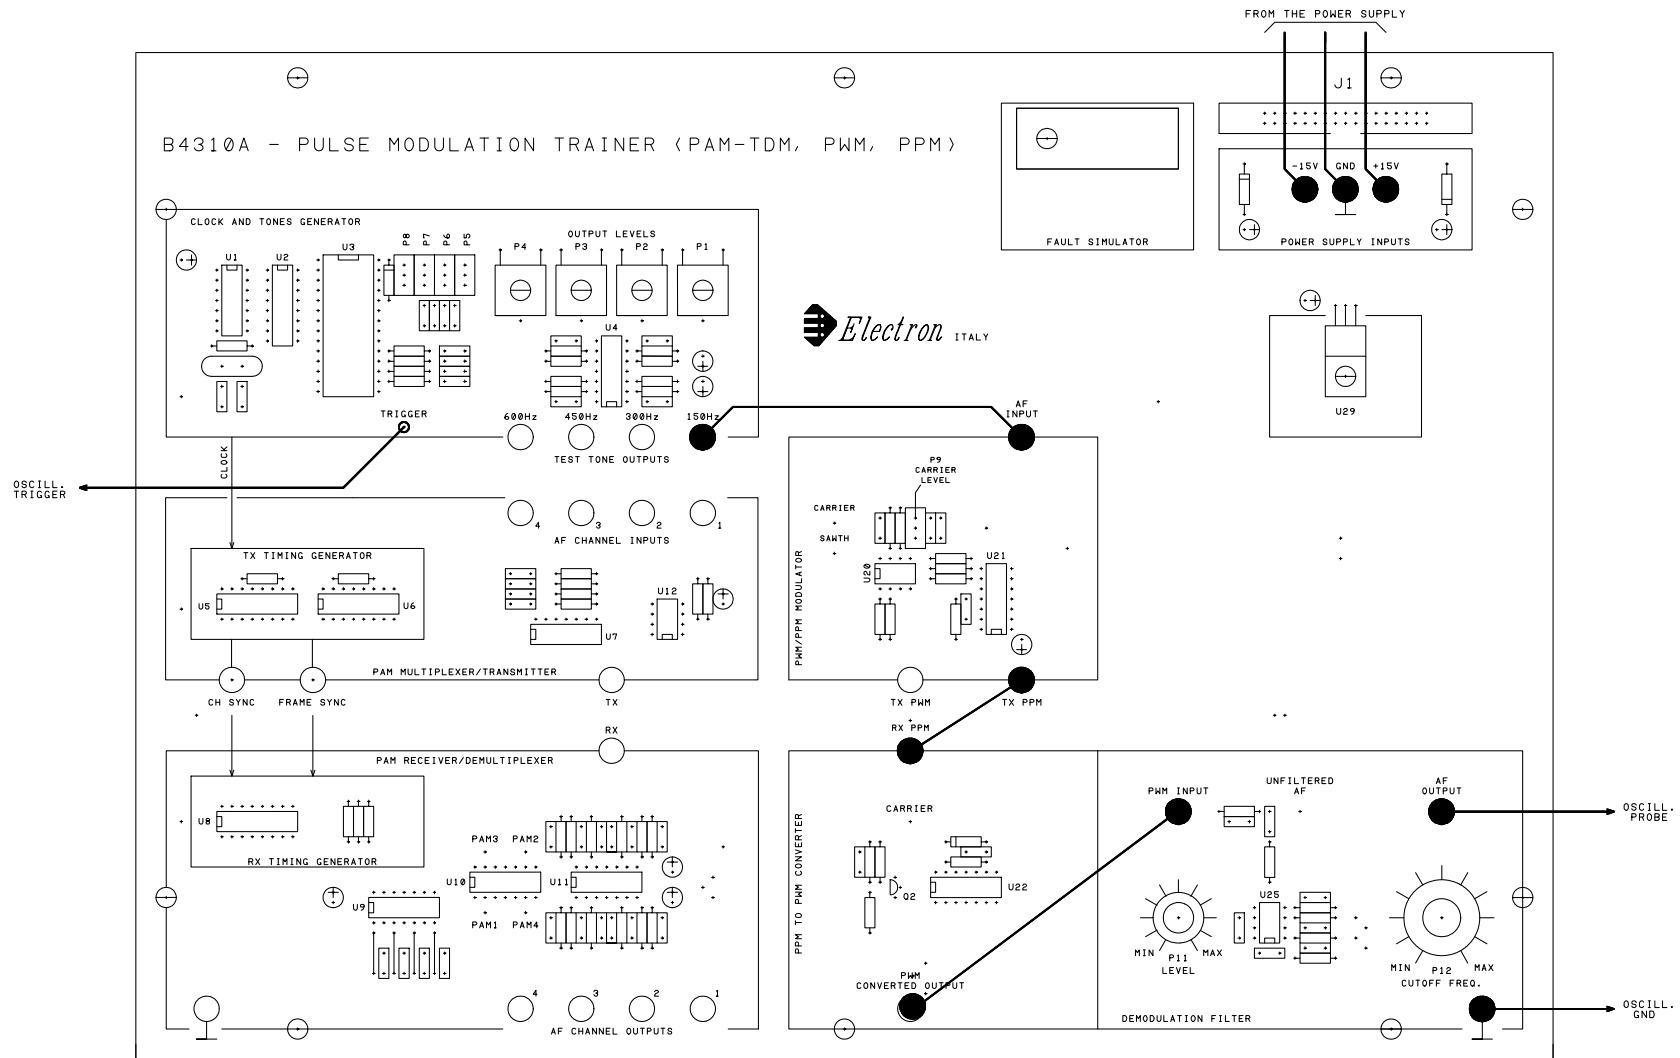 FROM THE POWER SUPPLY
J1
B4310A - PULSE MODULATION TRAINER (PAM-TDM, PWM, PPM)
-15V GND +15V
FAULT SIMULATOR
POWER SUPPLY INPUTS
CLOCK AND TONES GENERATOR
U1
U2
U3
P8
P7
P6
P5
OUTPUT LEVELS
P4
P3
P2
P1
U4
Electron ITALY
U29
TRIGGER
600Hz
450Hz
300Hz
150Hz
TEST TONE OUTPUTS
AF
INPUT
CLOCK
OSCILL.
TRIGGER
4
3
2
1
AF CHANNEL INPUTS
TX TIMING GENERATOR
U5
U6
U7
U12
PAM MULTIPLEXER/TRANSMITTER
CH SYNC
FRAME SYNC
TX
P9
CARRIER
LEVEL
CARRIER
SAWTH
U20
U21
PWM/PPM MODULATOR
TX PWM
TX PPM
RX PPM
RX
PAM RECEIVER/DEMULTIPLEXER
U8
RX TIMING GENERATOR
PAM3
PAM2
U10
U11
PAM1
PAM4
U9
4
3
2
1
AF CHANNEL OUTPUTS
PPM TO PWM CONVERTER
CARRIER
Q2
U22
PWM
CONVERTED OUTPUT
PWM INPUT
UNFILTERED
AF
AF
OUTPUT
OSCILL.
PROBE
U25
MIN
P11
LEVEL
MAX
MIN
P12
CUTOFF FREQ.
MAX
DEMODULATION FILTER
OSCILL.
GND